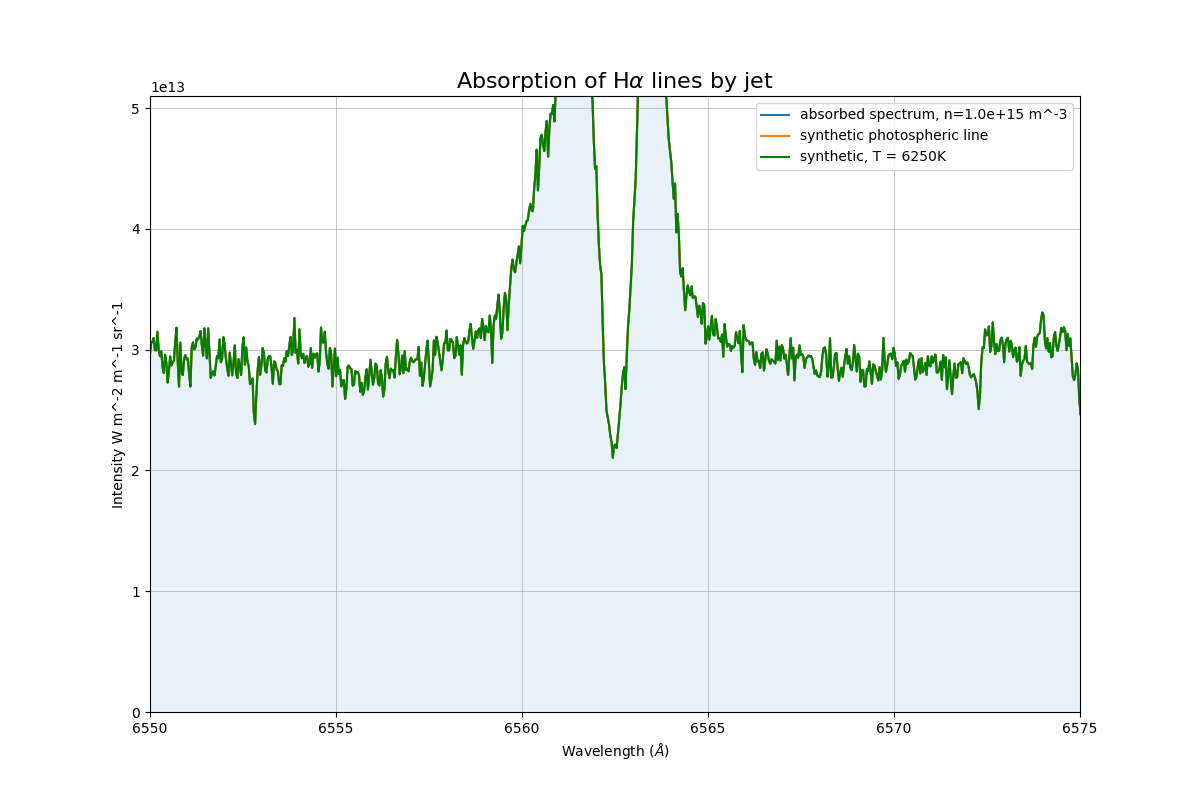 Absorption of Hα lines by jet
1e13
absorbed spectrum, n=1.0e+15 m^-3
synthetic photospheric line
synthetic, T = 6250K
Intensity W m^-2 m^-1 sr^-1
5
4
3
2
1
0
6550 6555 6560 6565 6570 6575
Wavelength (Å)